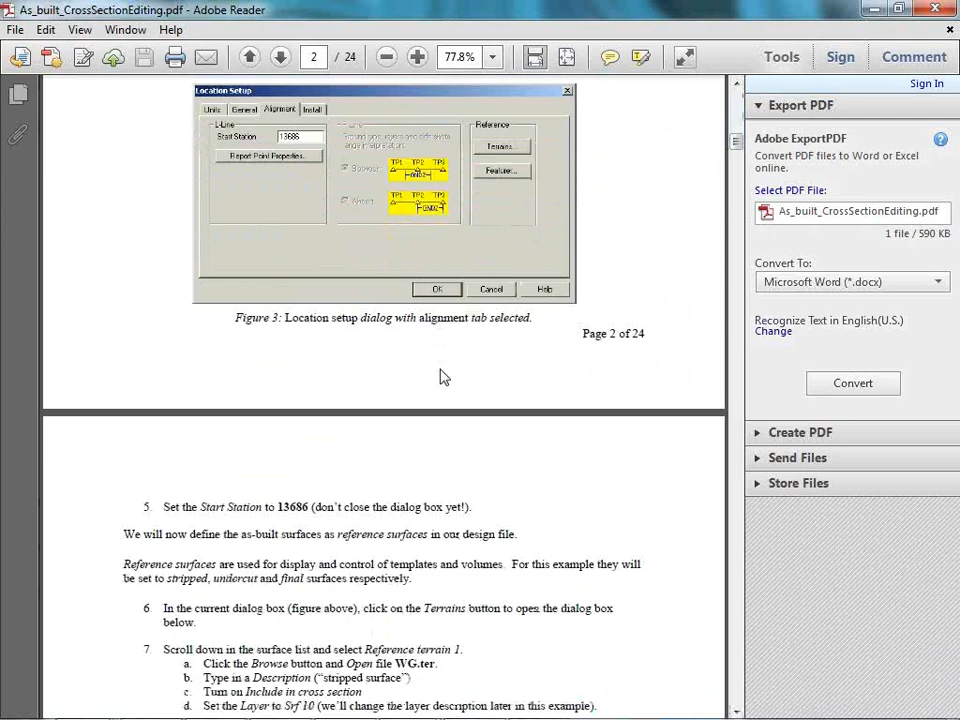 As_built_CrossSectionEditing.pdf - Adobe Reader
File Edit View Window Help
2 / 24 77.8% Tools Sign Comment
Sign In
Location Setup
Units General Alignment Install
L-Line
Start Station 13686
Report Point Properties...
Reference
Terrains...
Feature...
TP1 TP2 TP3
GND2
TP1 TP2 TP3
GND2
OK Cancel Help
Figure 3: Location setup dialog with alignment tab selected.
Page 2 of 24
5. Set the Start Station to 13686 (don't close the dialog box yet!).
We will now define the as-built surfaces as reference surfaces in our design file.
Reference surfaces are used for display and control of templates and volumes. For this example they will
be set to stripped, undercut and final surfaces respectively.
6. In the current dialog box (figure above), click on the Terrains button to open the dialog box
below.
7. Scroll down in the surface list and select Reference terrain 1.
a. Click the Browse button and Open file WG.ter.
b. Type in a Description ("stripped surface")
c. Turn on Include in cross section
d. Set the Layer to Srf 10 (we'll change the layer description later in this example).
Export PDF
Adobe ExportPDF
Convert PDF files to Word or Excel
online.
Select PDF File:
As_built_CrossSectionEditing.pdf
1 file / 590 KB
Convert To:
Microsoft Word (*.docx)
Recognize Text in English(U.S.)
Change
Convert
Create PDF
Send Files
Store Files